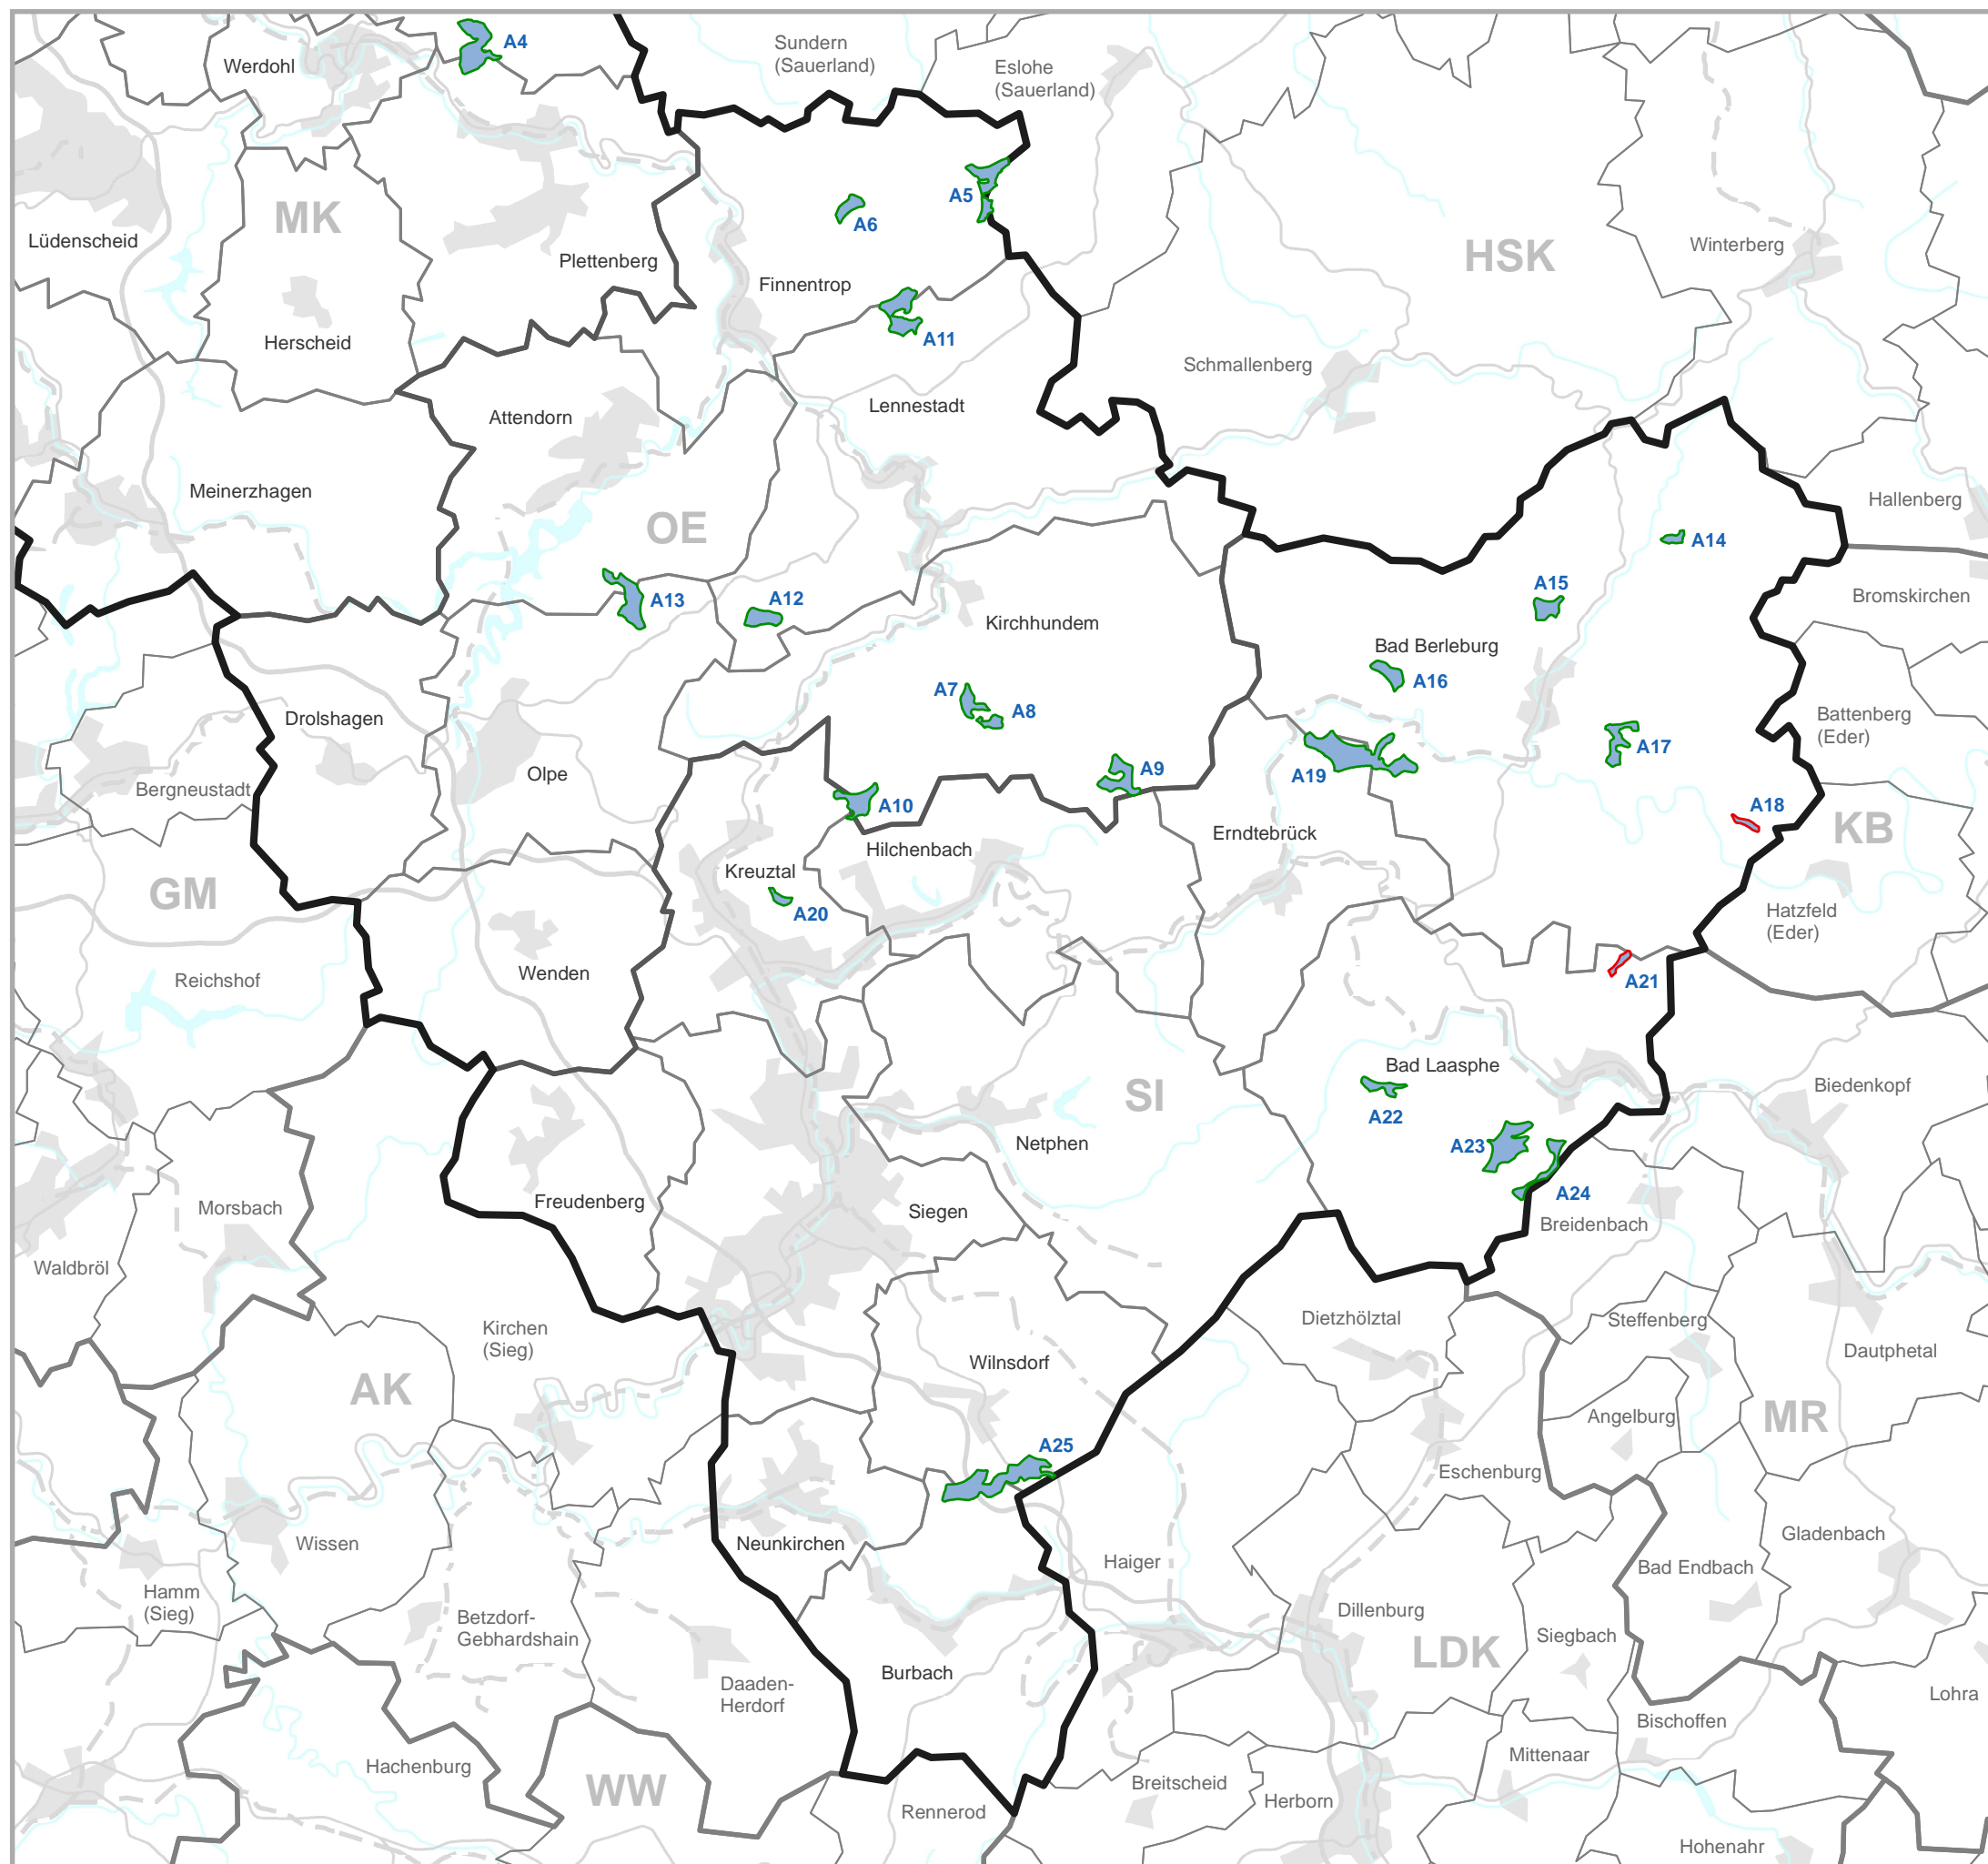 A4
Werdohl
Sundern
(Sauerland)
Eslohe
(Sauerland)
MK
A5
A6
Lüdenscheid
Plettenberg
HSK
Winterberg
Finnentrop
Herscheid
A11
Schmallenberg
Attendorn
Lennestadt
Meinerzhagen
Hallenberg
OE
A14
A15
Bromskirchen
A13
A12
Kirchhundem
Bad Berleburg
A16
A7
A8
Drolshagen
Battenberg
(Eder)
A17
Olpe
A19
A9
Bergneustadt
A10
A18
KB
Erndtebrück
Hilchenbach
Kreuztal
GM
A20
Hatzfeld
(Eder)
Wenden
Reichshof
A21
Bad Laasphe
Biedenkopf
SI
A22
Netphen
A23
A24
Freudenberg
Morsbach
Siegen
Breidenbach
Waldbröl
Dietzhölztal
Steffenberg
Kirchen
(Sieg)
Dautphetal
Wilnsdorf
AK
Angelburg
MR
A25
Eschenburg
Wissen
Neunkirchen
Gladenbach
Haiger
Bad Endbach
Hamm
(Sieg)
Betzdorf-
Gebhardshain
Dillenburg
Siegbach
LDK
Burbach
Daaden-
Herdorf
Lohra
Bischoffen
Mittenaar
Hachenburg
WW
Breitscheid
Herborn
Rennerod
Hohenahr